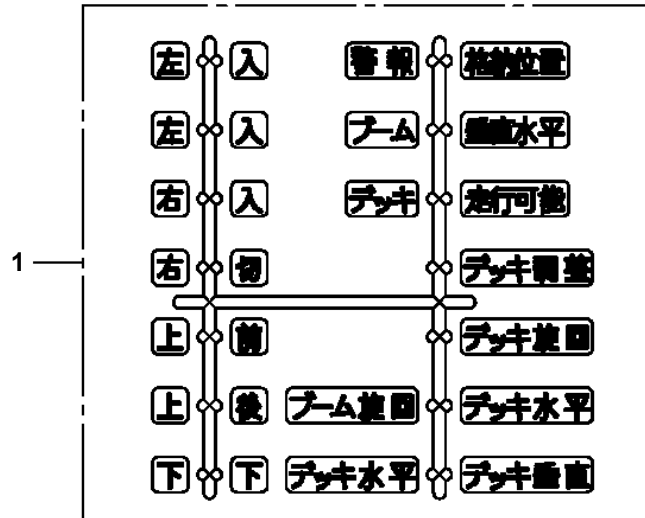 左 入 警報 格納位置
左 入 ブーム 垂直水平
右 入 デッキ 走行可能
右 切 デッキ調整
1
上 前 デッキ旋回
上 後 ブーム旋回 デッキ水平
下 下 デッキ水平 デッキ垂直